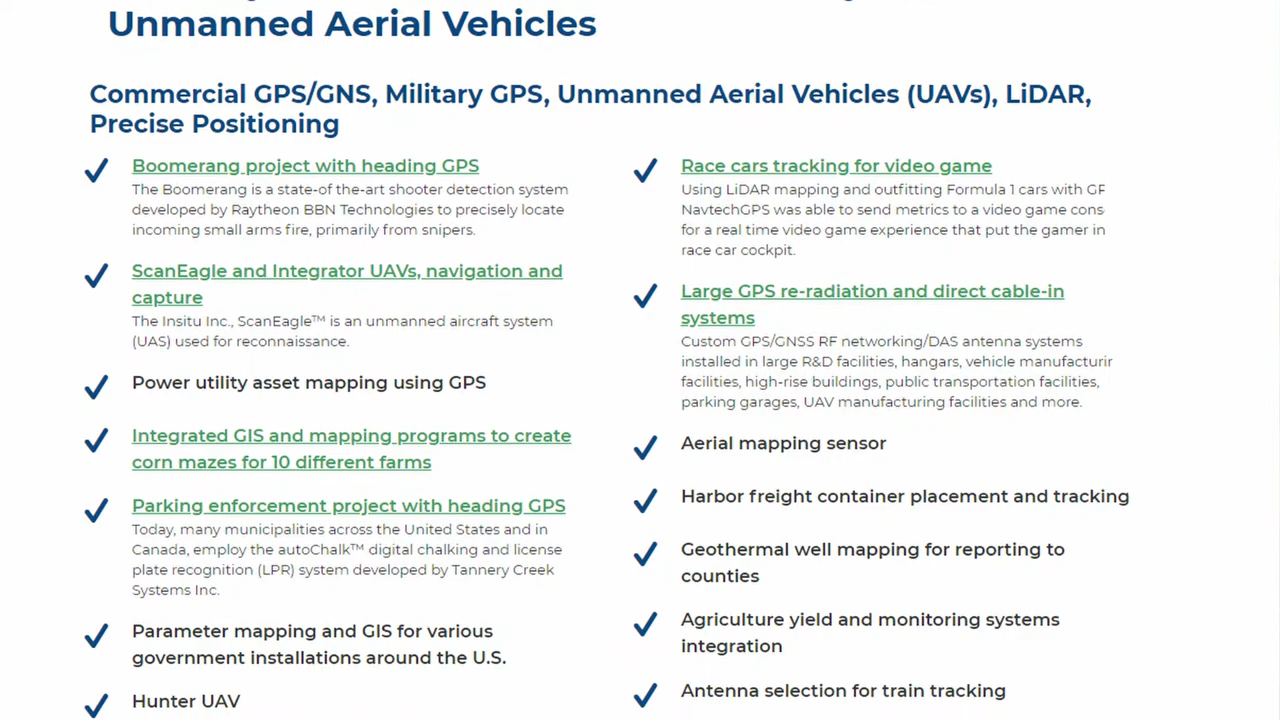 Unmanned Aerial Vehicles
Commercial GPS/GNS, Military GPS, Unmanned Aerial Vehicles (UAVs), LiDAR,
Precise Positioning
Boomerang project with heading GPS
The Boomerang is a state-of the-art shooter detection system
developed by Raytheon BBN Technologies to precisely locate
incoming small arms fire, primarily from snipers.
ScanEagle and Integrator UAVs, navigation and
capture
The Insitu Inc., ScanEagle™ is an unmanned aircraft system
(UAS) used for reconnaissance.
Power utility asset mapping using GPS
Integrated GIS and mapping programs to create
corn mazes for 10 different farms
Parking enforcement project with heading GPS
Today, many municipalities across the United States and in
Canada, employ the autoChalk™ digital chalking and license
plate recognition (LPR) system developed by Tannery Creek
Systems Inc.
Parameter mapping and GIS for various
government installations around the U.S.
Hunter UAV
Race cars tracking for video game
Using LiDAR mapping and outfitting Formula 1 cars with
NavtechGPS was able to send metrics to a video game cons
for a real time video game experience that put the gamer in
race car cockpit.
Large GPS re-radiation and direct cable-in
systems
Custom GPS/GNSS RF networking/DAS antenna systems
installed in large R&D facilities, hangars, vehicle manufacturir
facilities, high-rise buildings, public transportation facilities,
parking garages, UAV manufacturing facilities and more.
Aerial mapping sensor
Harbor freight container placement and tracking
Geothermal well mapping for reporting to
counties
Agriculture yield and monitoring systems
integration
Antenna selection for train tracking